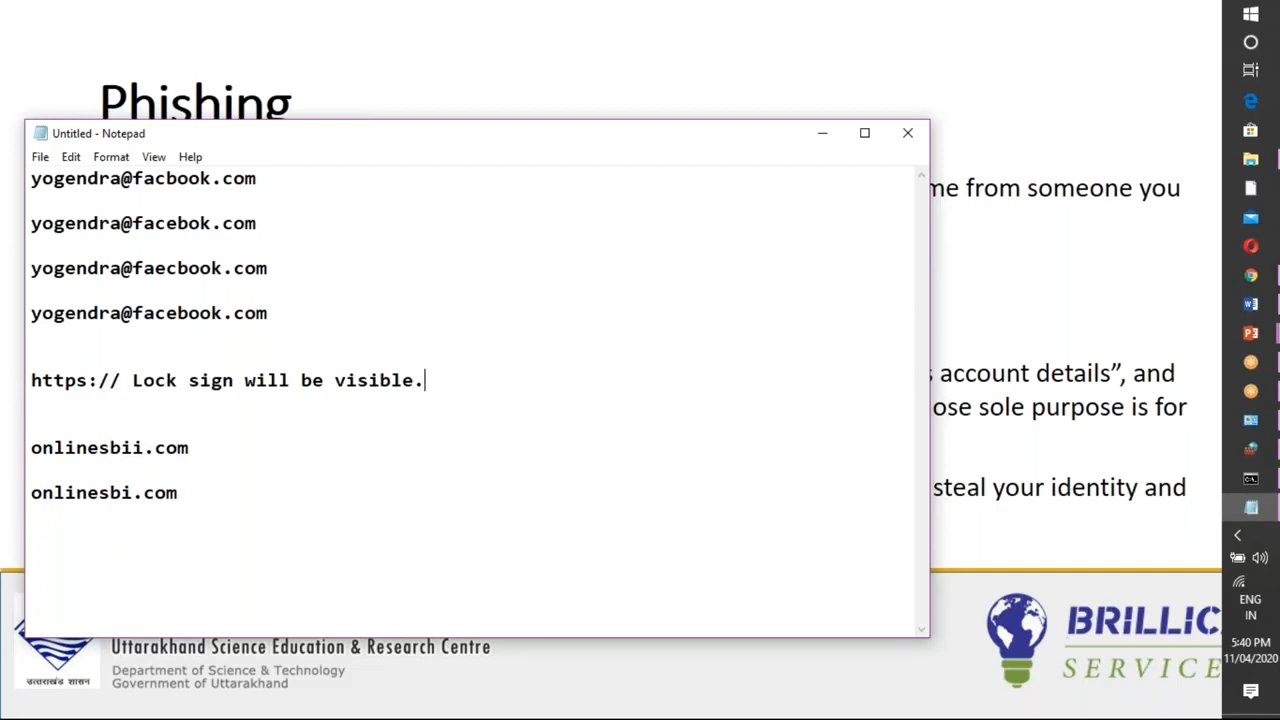 Phishing
Untitled - Notepad
File Edit Format View Help
yogendra@facbook.com
yogendra@facebok.com
yogendra@faecbook.com
yogendra@facebook.com
https:// Lock sign will be visible.
onlinesbii.com
onlinesbi.com
me from someone you
account details”, and
ose sole purpose is for
steal your identity and
उत्तराखंड शासन
Uttarakhand Science Education & Research Centre
Department of Science & Technology
Government of Uttarakhand
BRILLIC
SERVICE
ENG
IN
5:40 PM
11/04/2020